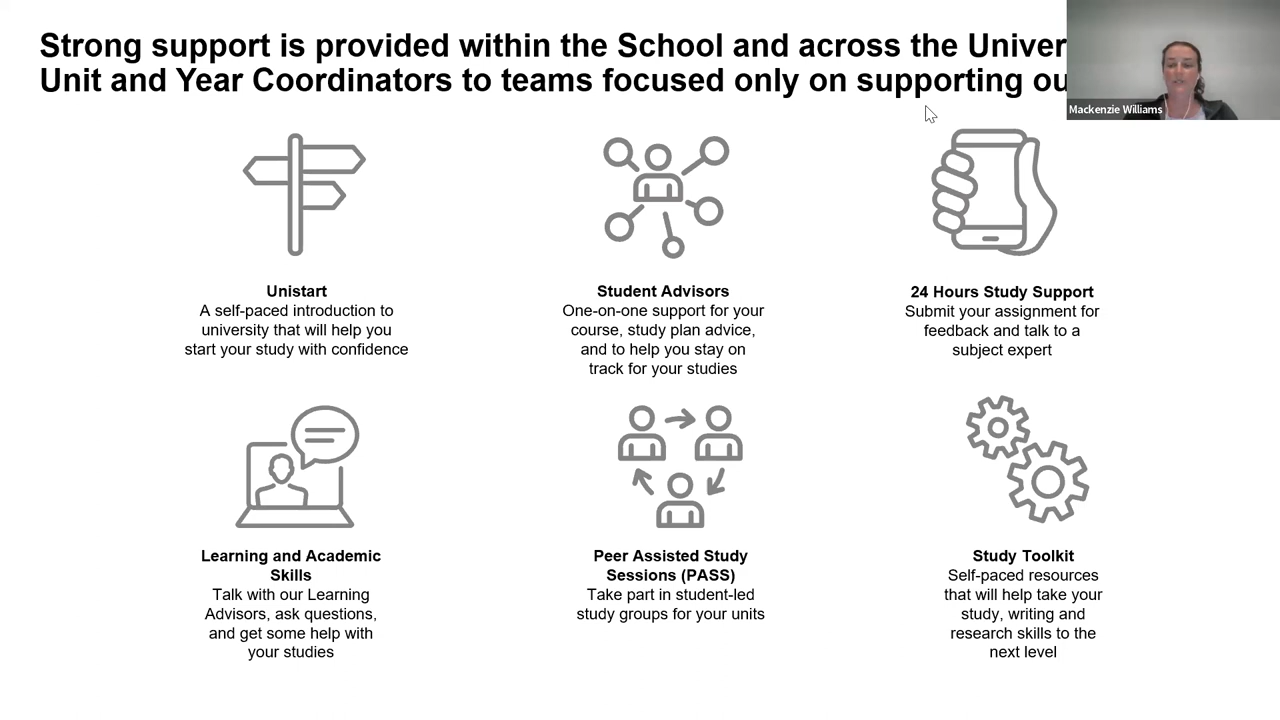 Strong support is provided within the School and across the
Unit and Year Coordinators to teams focused only on supporting
Mackenzie Williams
Unistart
A self-paced introduction to
university that will help you
start your study with confidence
Student Advisors
One-on-one support for your
course, study plan advice,
and to help you stay on
track for your studies
24 Hours Study Support
Submit your assignment for
feedback and talk to a
subject expert
Learning and Academic
Skills
Talk with our Learning
Advisors, ask questions,
and get some help with
your studies
Peer Assisted Study
Sessions (PASS)
Take part in student-led
study groups for your units
Study Toolkit
Self-paced resources
that will help take your
study, writing and
research skills to the
next level